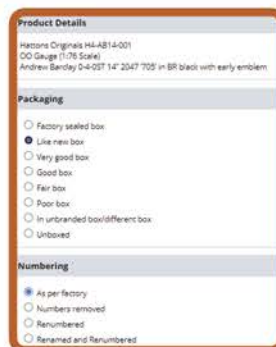 Product Details
Hattons Originals H4-AB14-001
OO Gauge (1:76 Scale)
Andrew Barclay 0-4-0ST 14" 2047 '705' in BR black with early emblem
Packaging
Factory sealed box
Like new box
Very good box
Good box
Fair box
Poor box
In unbranded box/different box
Unboxed
Numbering
As per factory
Numbers removed
Renumbered
Renamed and Renumbered